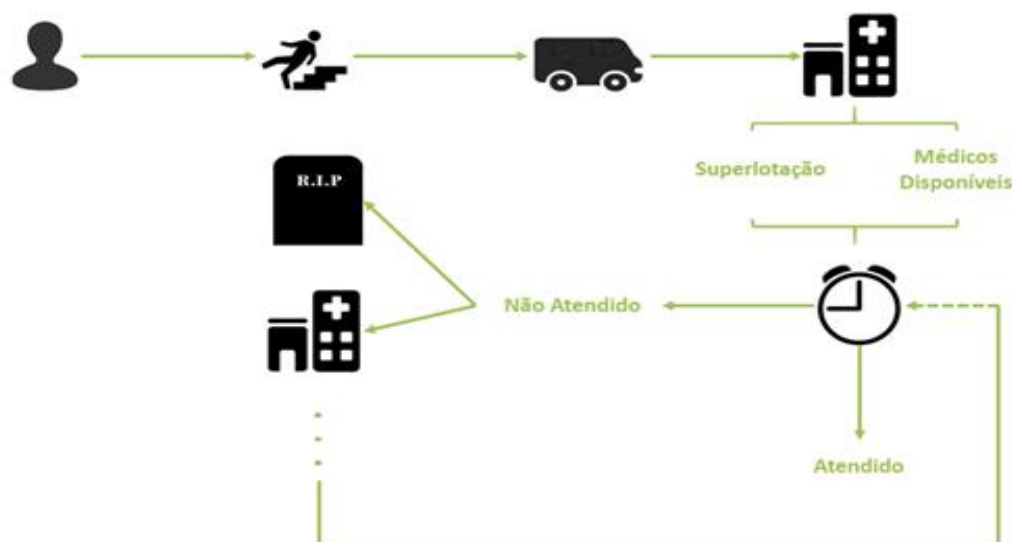 Superlotação
Médicos
Disponíveis
R.I.P
Não Atendido
Atendido